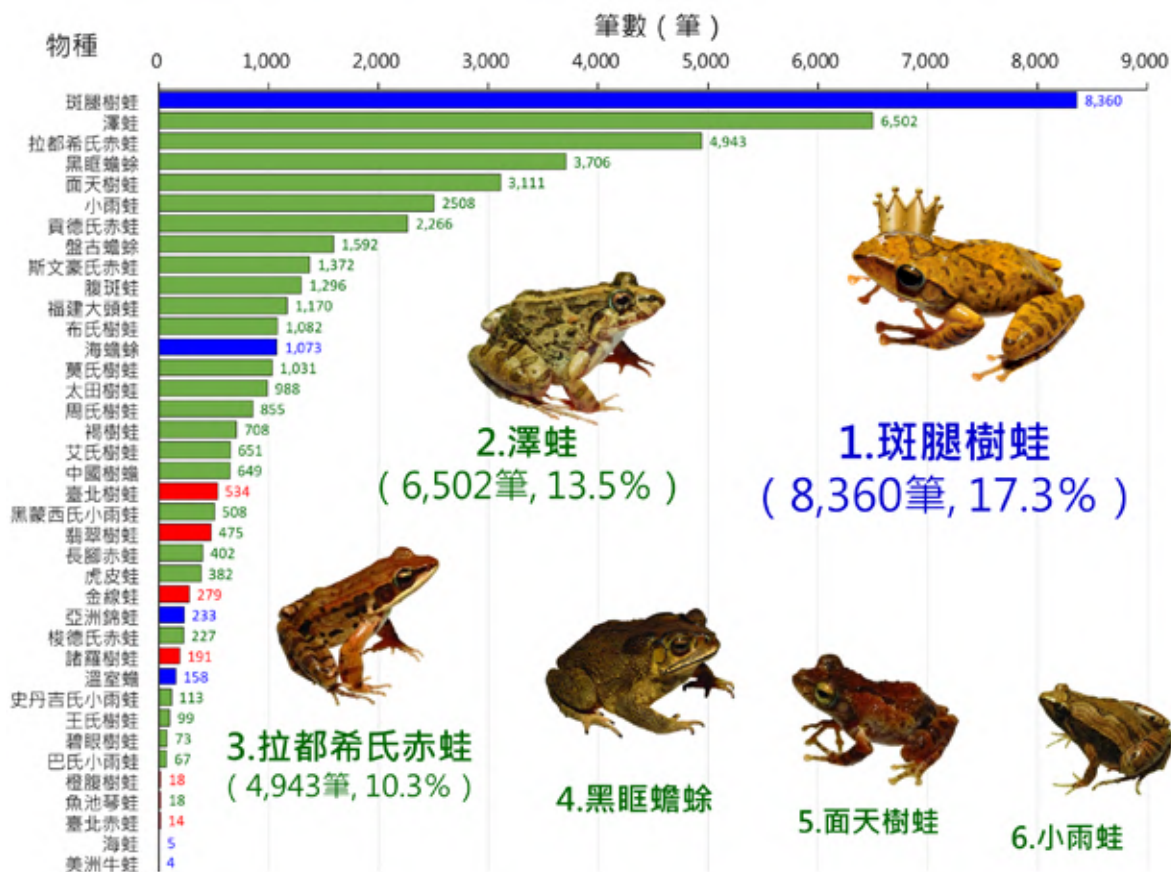 筆數（筆）
物種
0 1,000 2,000 3,000 4,000 5,000 6,000 7,000 8,000 9,000
斑腿樹蛙 8,360
澤蛙 6,502
拉都希氏赤蛙 4,943
黑眶蟾蜍 3,706
面天樹蛙 3,111
小雨蛙 2508
貢德氏赤蛙 2,266
盤古蟾蜍 1,592
斯文豪氏赤蛙 1,372
腹斑蛙 1,296
福建大頭蛙 1,170
布氏樹蛙 1,082
海蟾蜍 1,073
莫氏樹蛙 1,031
太田樹蛙 988
周氏樹蛙 855
褐樹蛙 708
艾氏樹蛙 651
中國樹蟾 649
臺北樹蛙 534
黑蒙西氏小雨蛙 508
翡翠樹蛙 475
長腳赤蛙 402
虎皮蛙 382
金線蛙 279
亞洲錦蛙 233
梭德氏赤蛙 227
諸羅樹蛙 191
溫室蟾 158
史丹吉氏小雨蛙 113
王氏樹蛙 99
碧眼樹蛙 73
巴氏小雨蛙 67
橙腹樹蛙 18
魚池琴蛙 18
臺北赤蛙 14
海蛙 5
美洲牛蛙 4
1.斑腿樹蛙
（8,360筆, 17.3%）
2.澤蛙
（6,502筆, 13.5%）
3.拉都希氏赤蛙
（4,943筆, 10.3%）
4.黑眶蟾蜍
5.面天樹蛙
6.小雨蛙